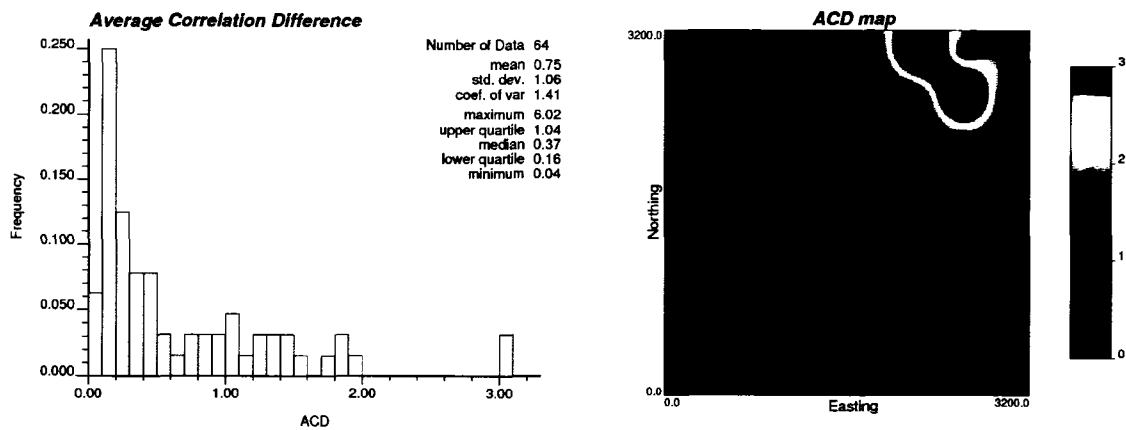 Average Correlation Difference
Number of Data 64
mean 0.75
std. dev. 1.06
coef. of var 1.41
maximum 6.02
upper quartile 1.04
median 0.37
lower quartile 0.16
minimum 0.04
Frequency
0.250
0.200
0.150
0.100
0.050
0.000
0.00 1.00 2.00 3.00
ACD
ACD map
3200.0
Northing
0.0
0.0 3200.0
Easting
3
2
1
0